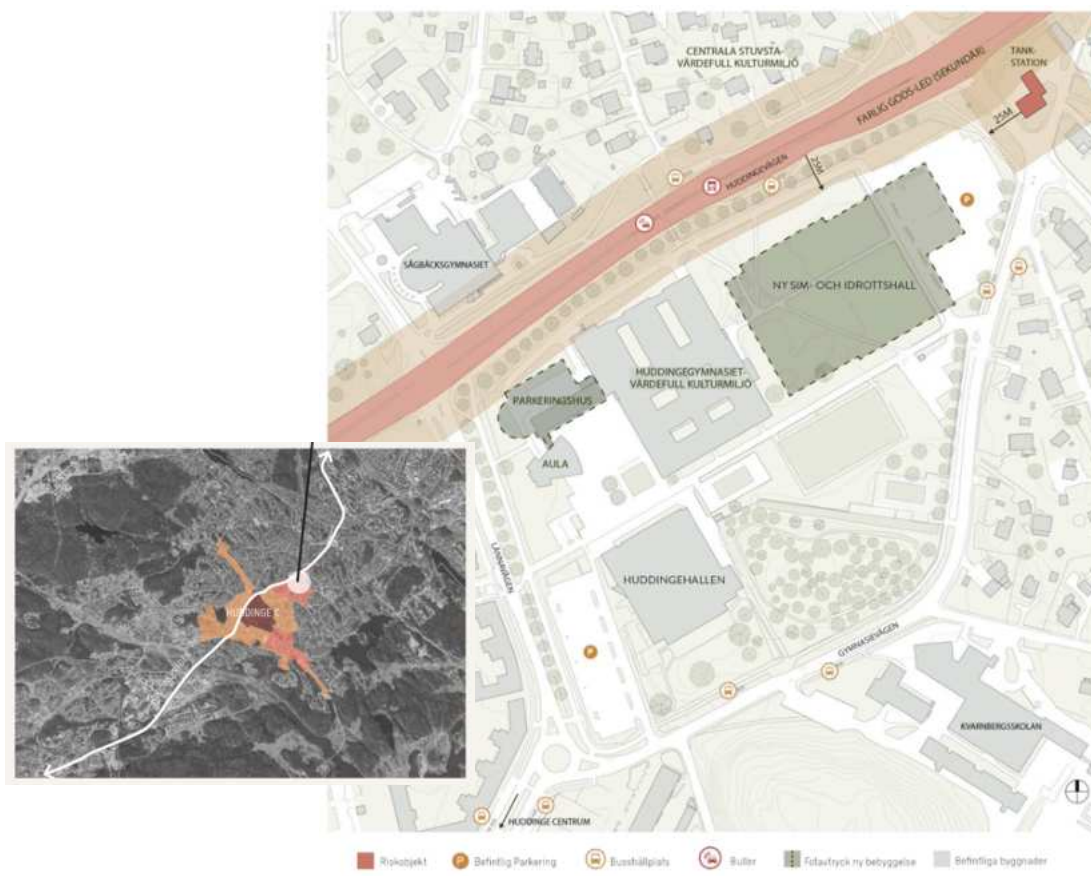 CENTRALA STUVSTA-
VÄRDEFULL KULTURMILJÖ
TANK-
STATION
FARLIG GODS-LED (SEKUNDÄR)
25M
HUDDINGEVÄGEN
25M
P
SÅGBÄCKSGYMNASIET
NY SIM- OCH IDROTTSHALL
HUDDINGEGYMNASIET-
VÄRDEFULL KULTURMILJÖ
PARKERINGSHUS
AULA
LÄNNAVÄGEN
HUDDINGEHALLEN
HUDDINGE C
P
GYMNASIEVÄGEN
KVARNBERGSSKOLAN
HUDDINGE CENTRUM
Riskobjekt
P Befintlig Parkering
Busshållplats
Buller
Fotavtryck ny bebyggelse
Befintliga byggnader